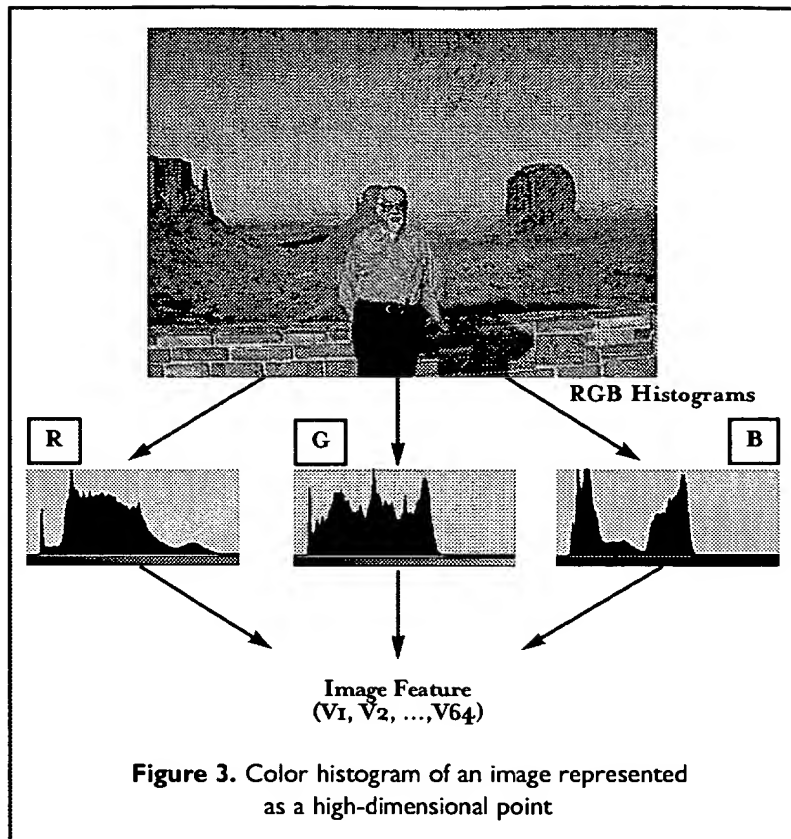 RGB Histograms
R
G
B
Image Feature
(V1, V2, ...,V64)
Figure 3. Color histogram of an image represented
as a high-dimensional point